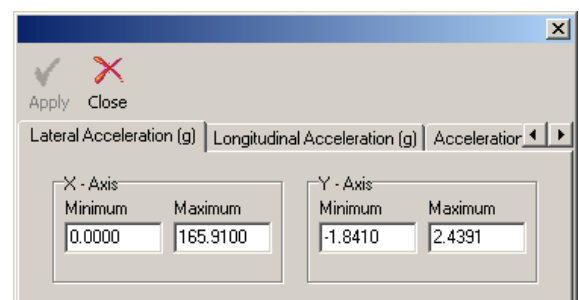 Apply Close
Lateral Acceleration (g) Longitudinal Acceleration (g) Acceleration
X - Axis Y - Axis
Minimum Maximum Minimum Maximum
0.0000 165.9100 -1.8410 2.4391